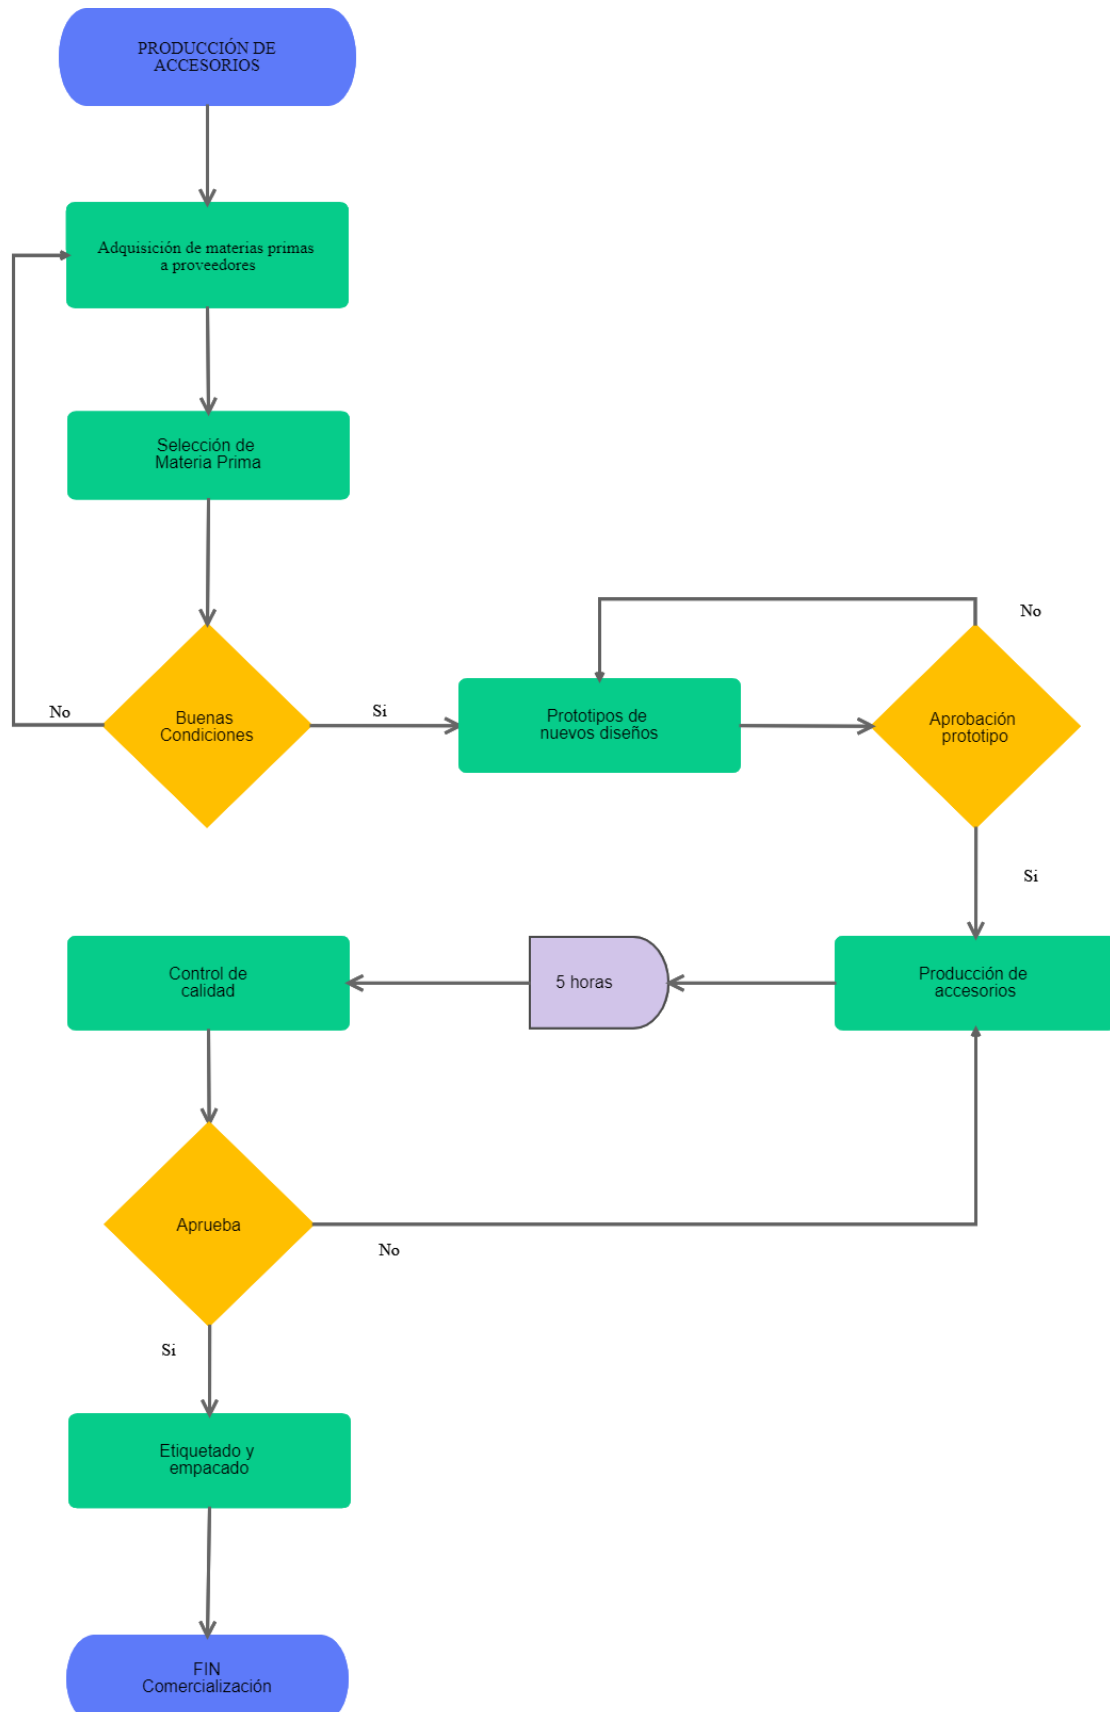 PRODUCCIÓN DE
ACCESORIOS
Adquisición de materias primas
a proveedores
Selección de
Materia Prima
No
Buenas
Condiciones
Si
Prototipos de
nuevos diseños
No
Aprobación
prototipo
Si
Producción de
accesorios
5 horas
Control de
calidad
Aprueba
No
Si
Etiquetado y
empacado
FIN
Comercialización